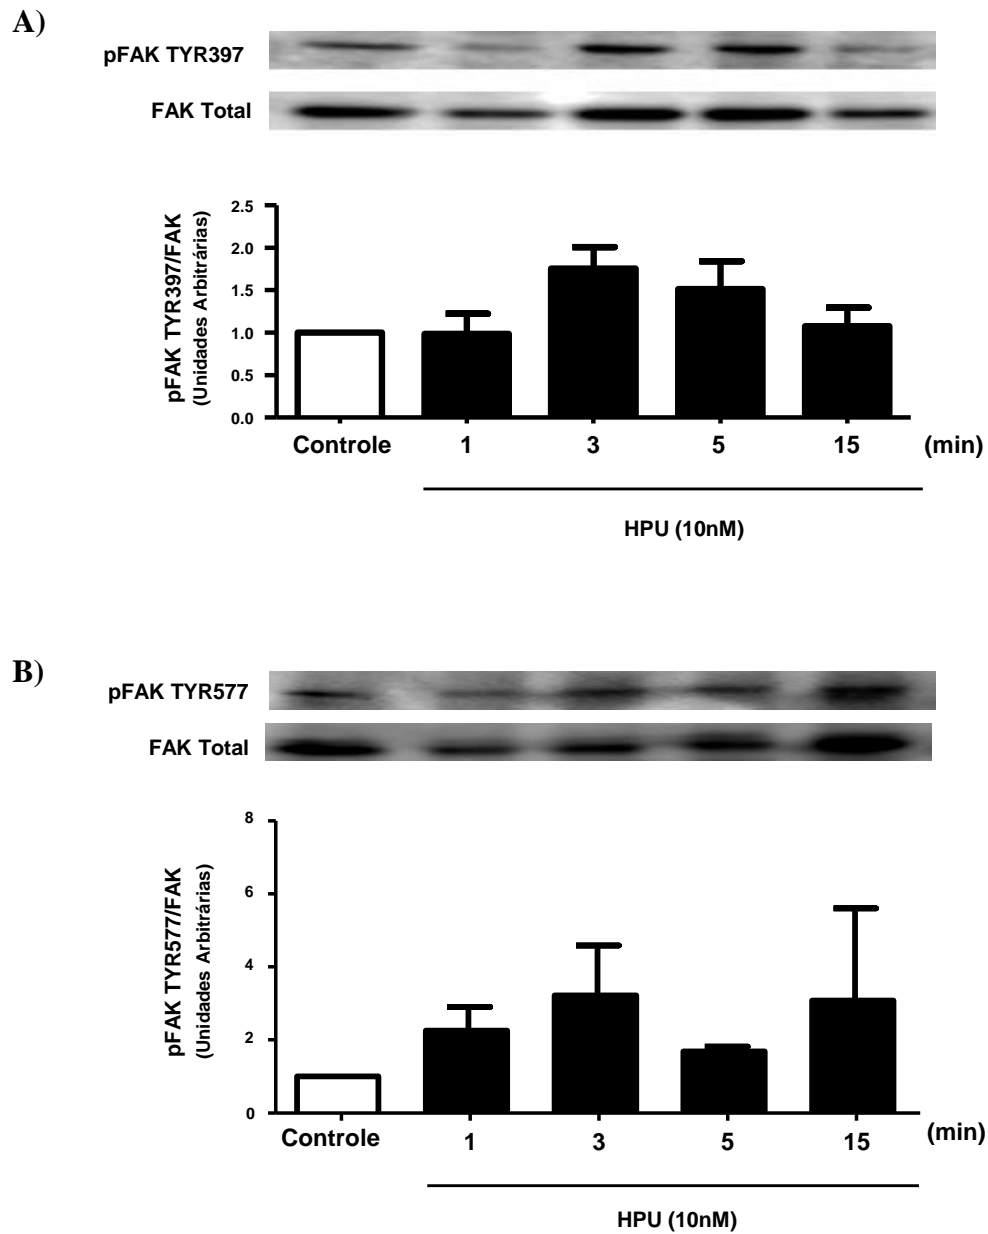 A)
pFAK TYR397
FAK Total
pFAK TYR397/FAK
(Unidades Arbitrárias)
2.5
2.0
1.5
1.0
0.5
0.0
Controle 1 3 5 15 (min)
HPU (10nM)
B)
pFAK TYR577
FAK Total
pFAK TYR577/FAK
(Unidades Arbitrárias)
8
6
4
2
0
Controle 1 3 5 15 (min)
HPU (10nM)